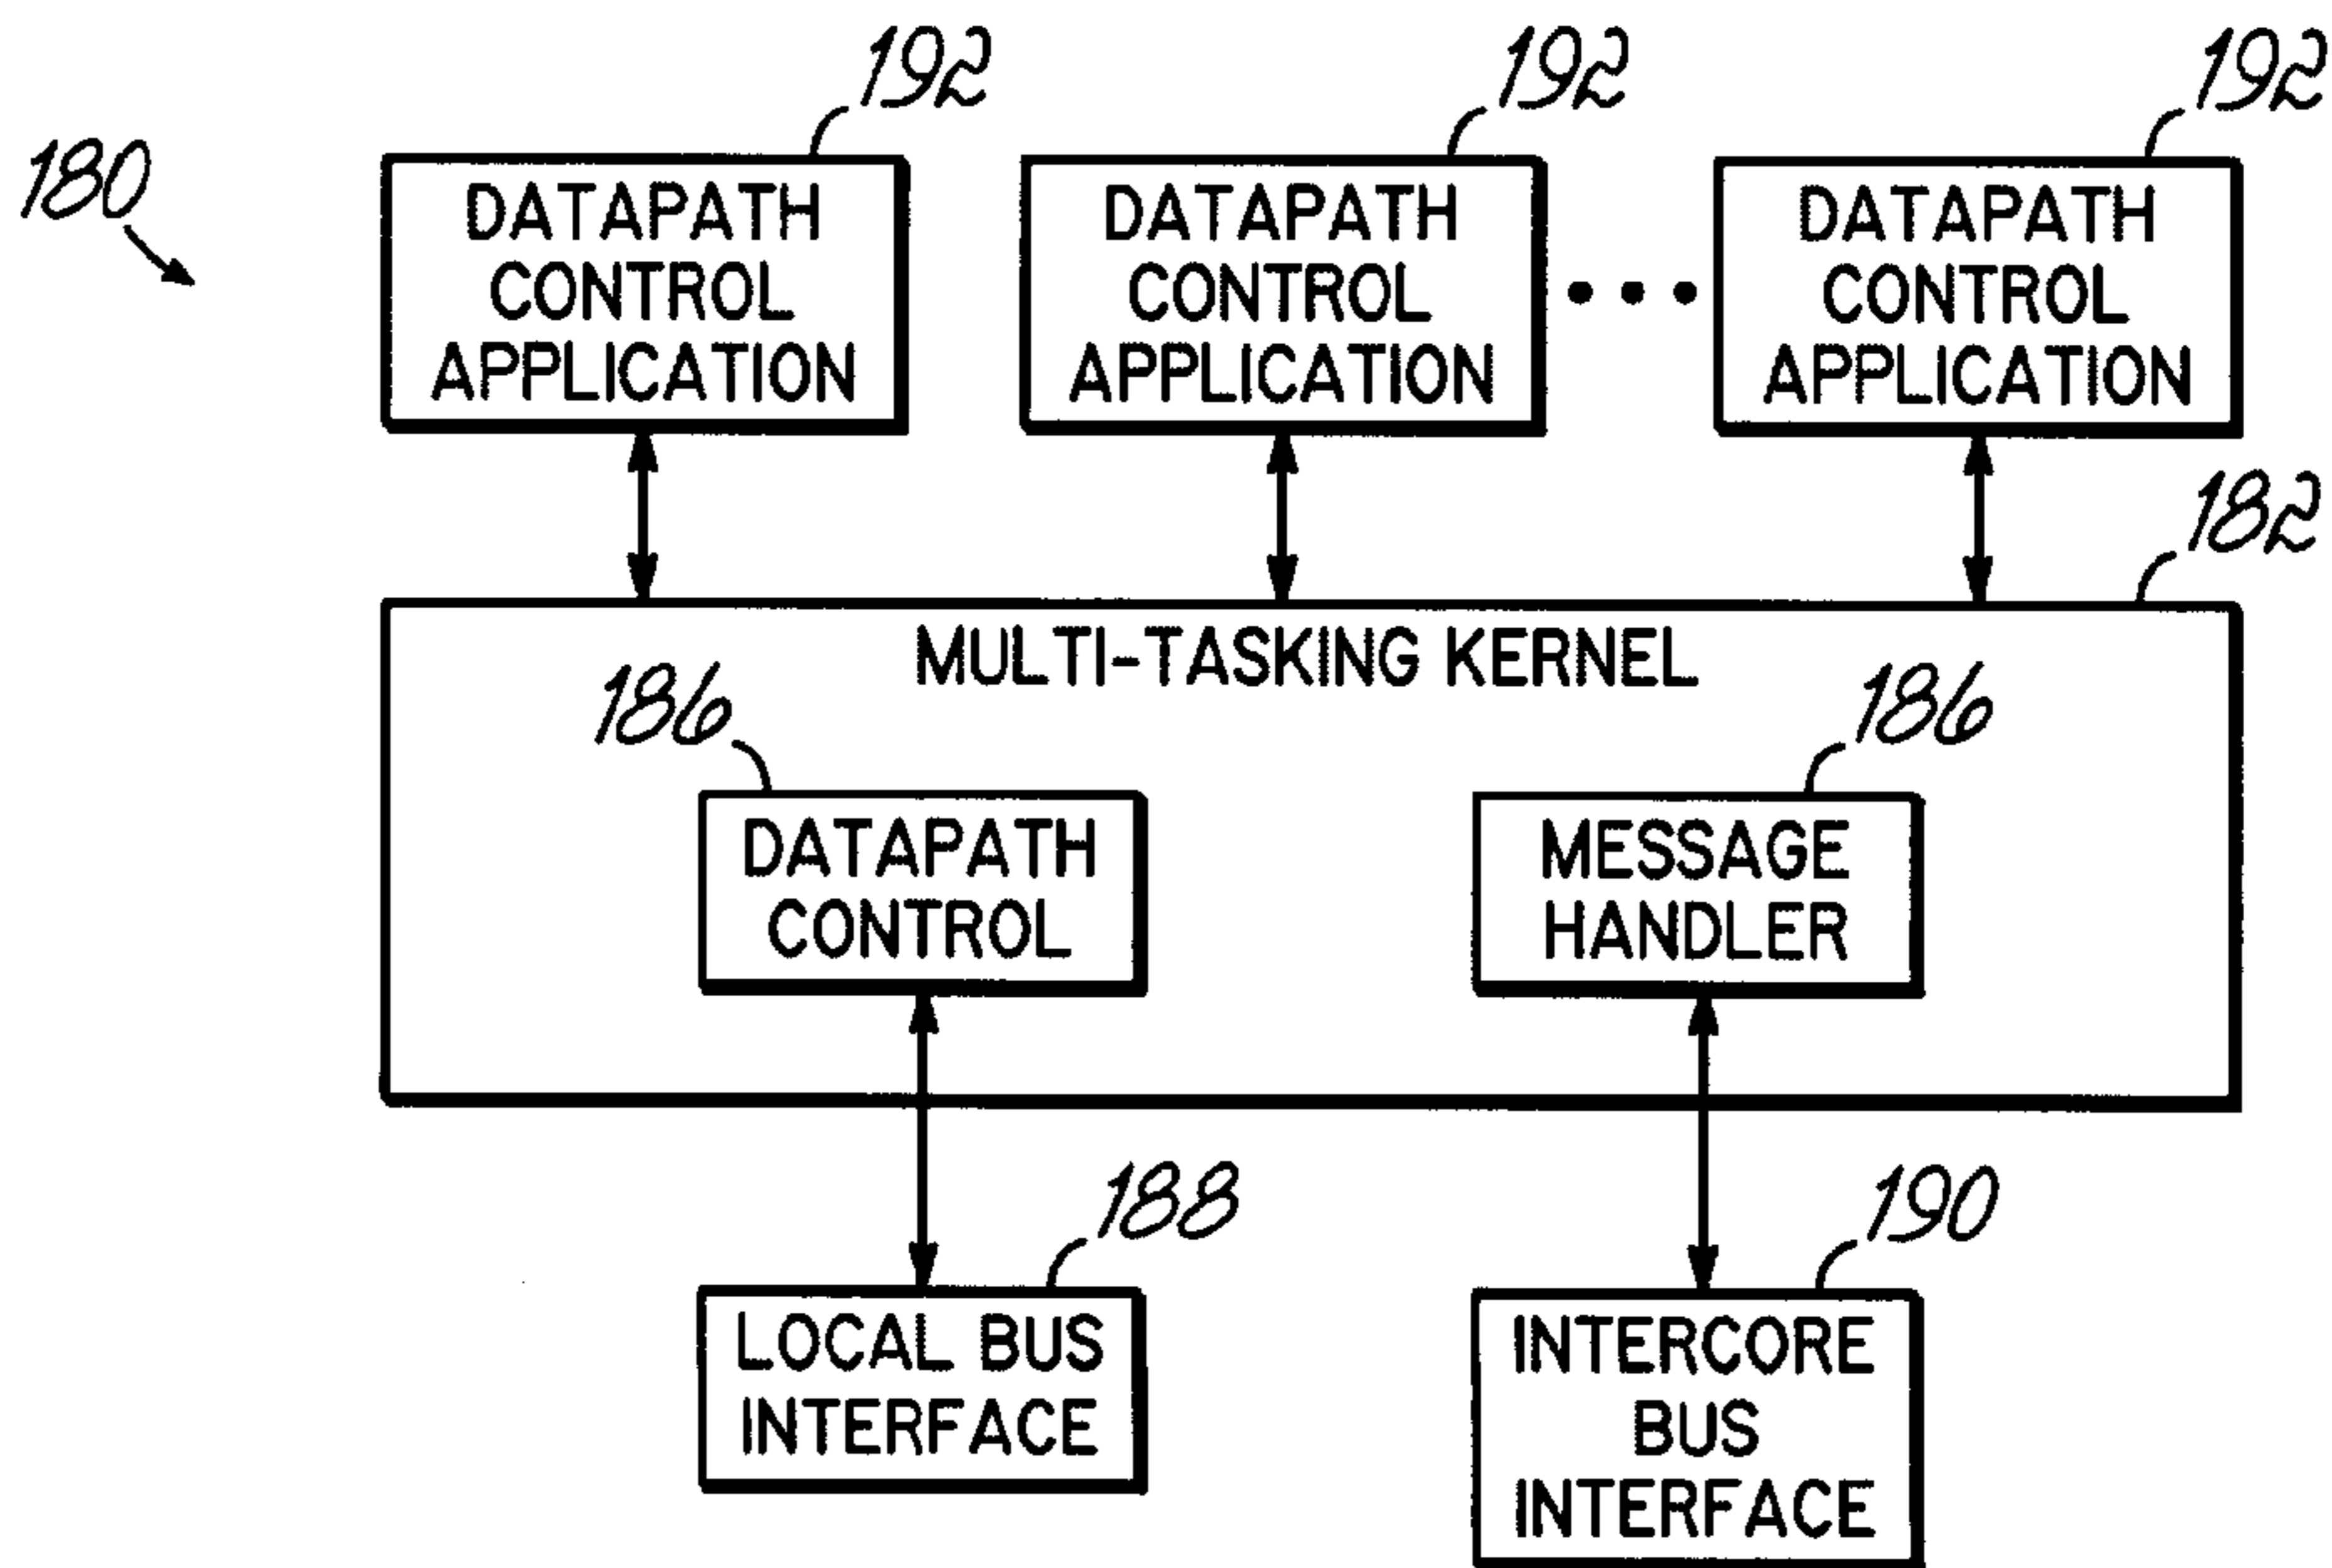 192
192
192
180
DATAPATH
CONTROL
APPLICATION
DATAPATH
CONTROL
APPLICATION
DATAPATH
CONTROL
APPLICATION
182
MULTI-TASKING KERNEL
186
186
DATAPATH
CONTROL
MESSAGE
HANDLER
188
190
LOCAL BUS
INTERFACE
INTERCORE
BUS
INTERFACE